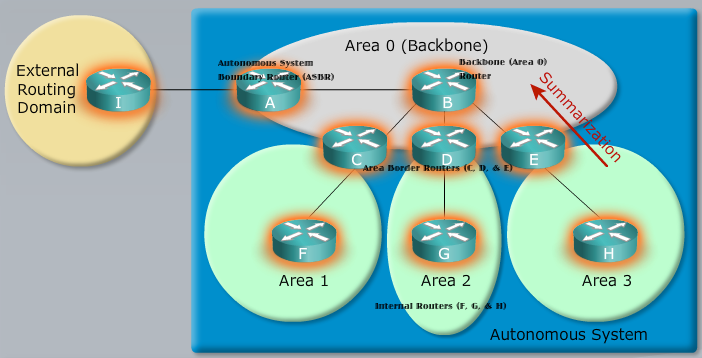 External
Routing
Domain
I
Area 0 (Backbone)
Autonomous System
Boundary Router (ASBR)
A
Backbone (Area 0)
Router
B
Summarization
C
D
E
Area Border Routers (C, D, & E)
F
G
H
Area 1
Area 2
Area 3
Internal Routers (F, G, & H)
Autonomous System